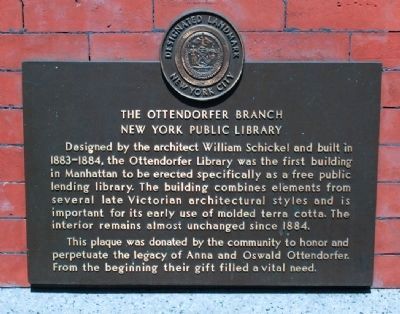 DESIGNATED LANDMARK
NEW YORK CITY
THE OTTENDORFER BRANCH
NEW YORK PUBLIC LIBRARY
Designed by the architect William Schickel and built in
1883-1884, the Ottendorfer Library was the first building
in Manhattan to be erected specifically as a free public
lending library. The building combines elements from
several late Victorian architectural styles and is
important for its early use of molded terra cotta. The
interior remains almost unchanged since 1884.
This plaque was donated by the community to honor and
perpetuate the legacy of Anna and Oswald Ottendorfer.
From the beginning their gift filled a vital need.